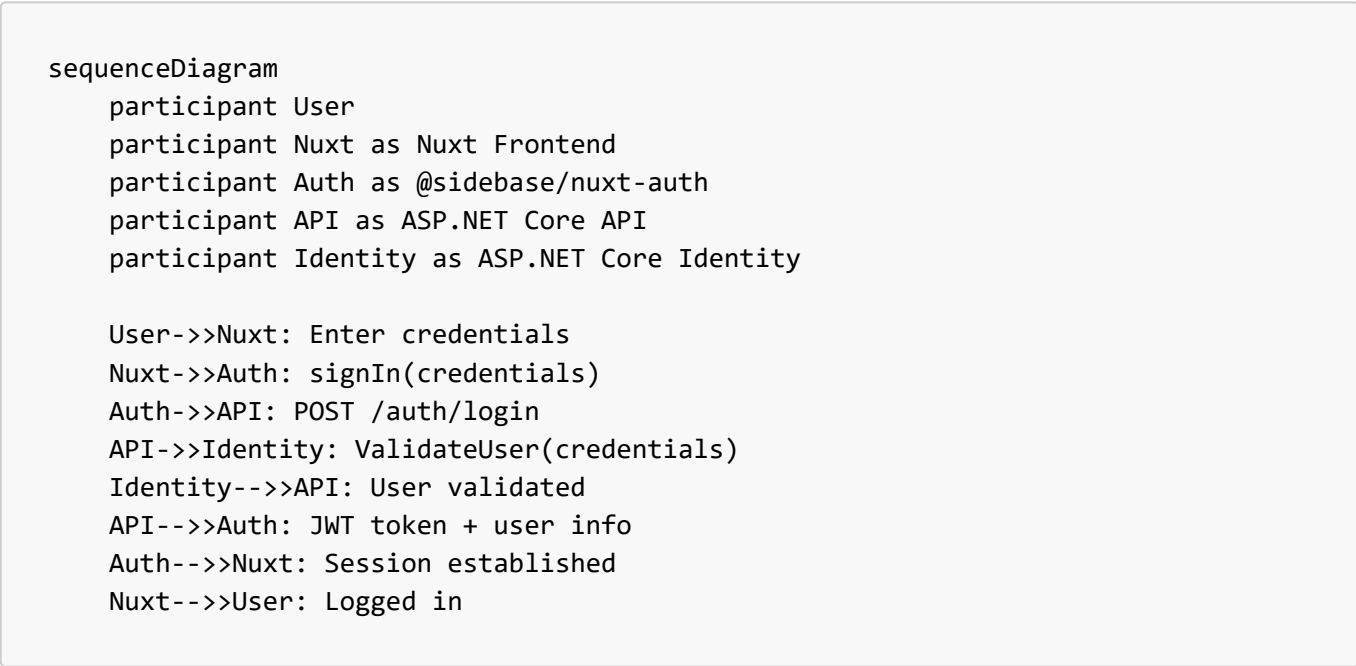 sequenceDiagram
    participant User
    participant Nuxt as Nuxt Frontend
    participant Auth as @sidebase/nuxt-auth
    participant API as ASP.NET Core API
    participant Identity as ASP.NET Core Identity

    User->>Nuxt: Enter credentials
    Nuxt->>Auth: signIn(credentials)
    Auth->>API: POST /auth/login
    API->>Identity: ValidateUser(credentials)
    Identity-->>API: User validated
    API-->>Auth: JWT token + user info
    Auth-->>Nuxt: Session established
    Nuxt-->>User: Logged in